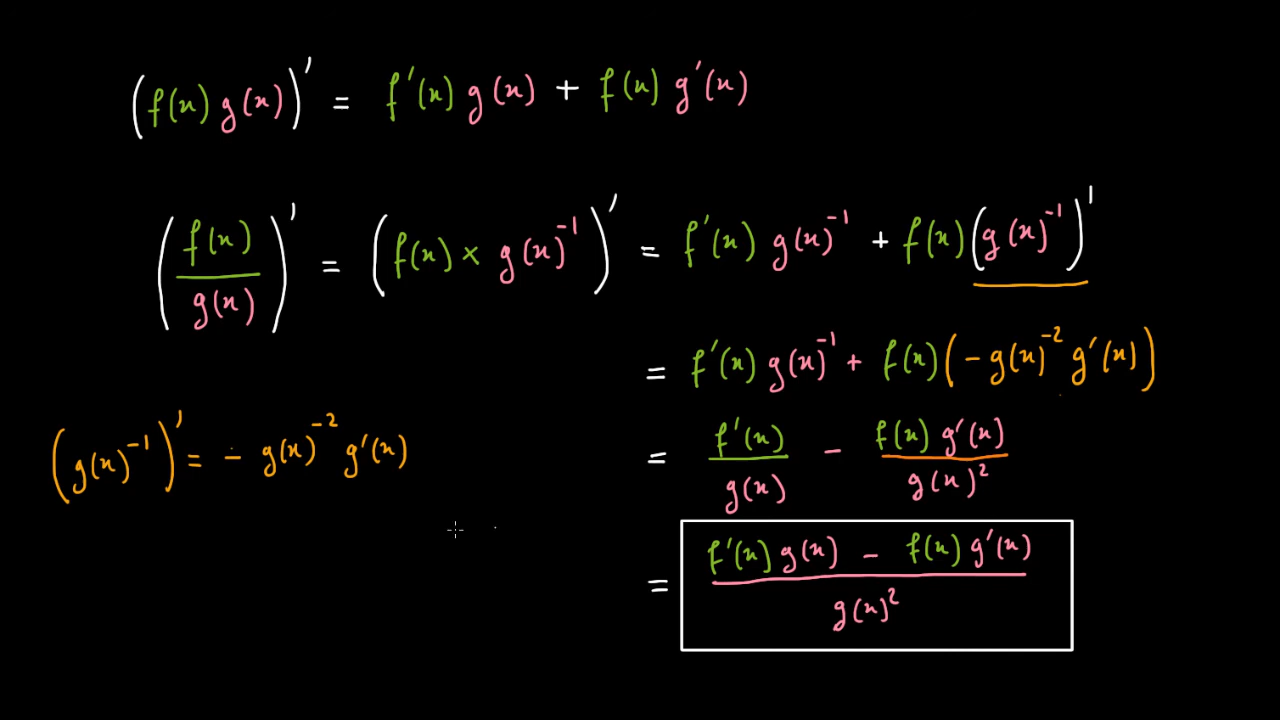 (f(x) g(x))′ = f′(x) g(x) + f(x) g′(x)
(f(x)/g(x))′ = (f(x) × g(x)⁻¹)′ = f′(x) g(x)⁻¹ + f(x) (g(x)⁻¹)′
= f′(x) g(x)⁻¹ + f(x) (− g(x)⁻² g′(x))
(g(x)⁻¹)′ = − g(x)⁻² g′(x)
= f′(x)/g(x) − f(x) g′(x)/g(x)²
= (f′(x) g(x) − f(x) g′(x))/g(x)²